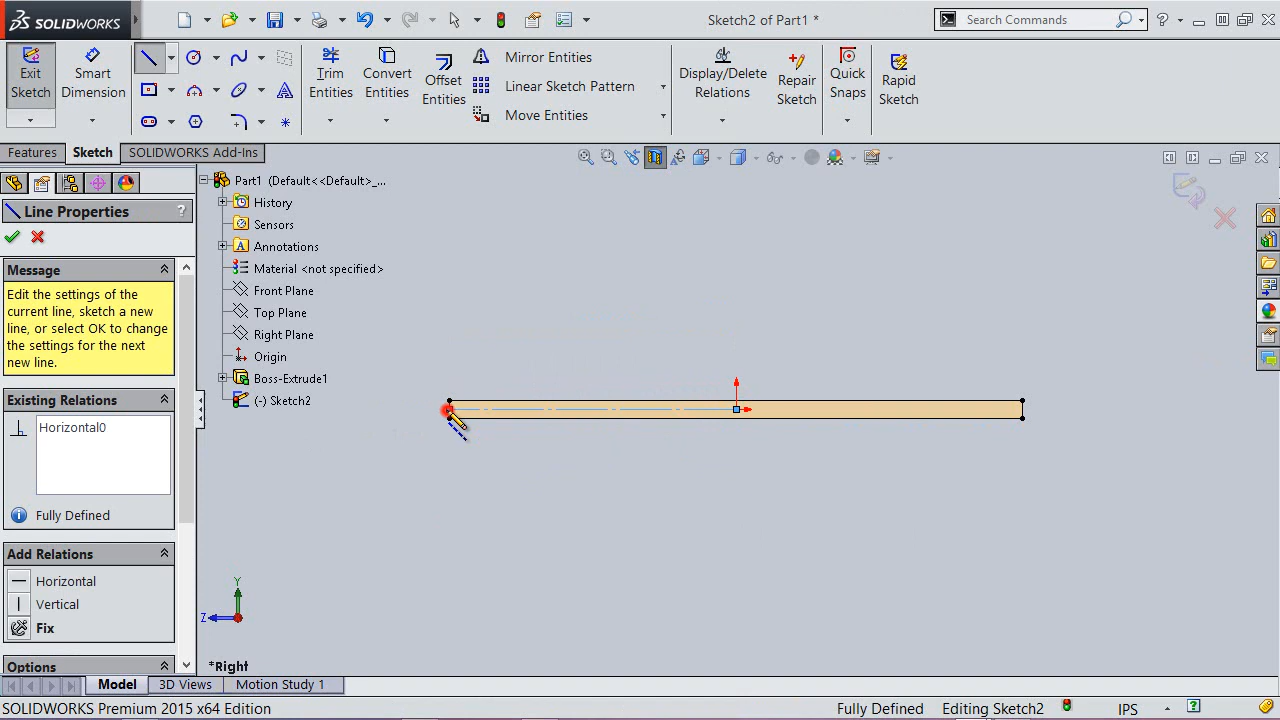 SOLIDWORKS
Sketch2 of Part1 *
Search Commands
Exit Sketch
Smart Dimension
Trim Entities
Convert Entities
Offset Entities
Mirror Entities
Linear Sketch Pattern
Move Entities
Display/Delete Relations
Repair Sketch
Quick Snaps
Rapid Sketch
Features
Sketch
SOLIDWORKS Add-Ins
Line Properties
?
Message
Edit the settings of the
current line, sketch a new
line, or select OK to change
the settings for the next
new line.
Existing Relations
Horizontal0
Fully Defined
Add Relations
Horizontal
Vertical
Fix
Options
Part1 (Default<<Default>_...
History
Sensors
Annotations
Material <not specified>
Front Plane
Top Plane
Right Plane
Origin
Boss-Extrude1
(-) Sketch2
Y
Z
*Right
Model
3D Views
Motion Study 1
SOLIDWORKS Premium 2015 x64 Edition
Fully Defined
Editing Sketch2
IPS